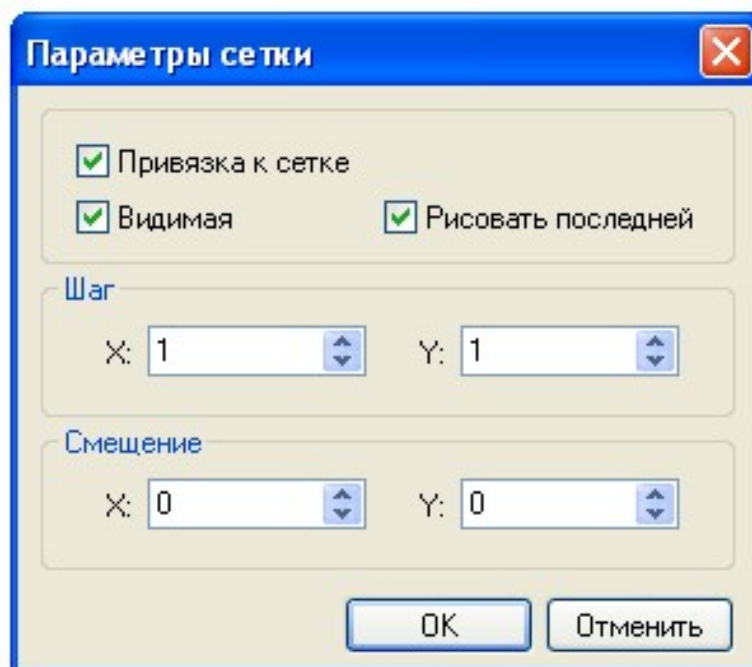 Параметры сетки
Привязка к сетке
Видимая Рисовать последней
Шаг
X: 1 Y: 1
Смещение
X: 0 Y: 0
OK Отменить